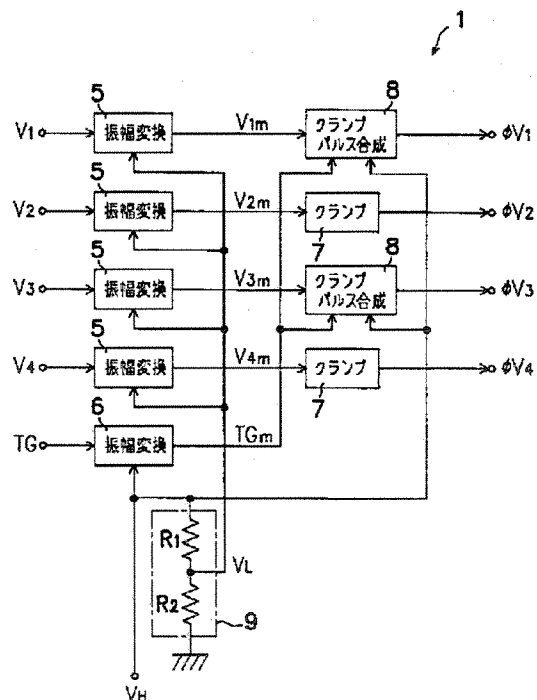 1
5
V1
振幅変換
V1m
8
クランプ
パルス合成
φV1
5
V2
振幅変換
V2m
クランプ
7
φV2
5
V3
振幅変換
V3m
8
クランプ
パルス合成
φV3
5
V4
振幅変換
V4m
クランプ
7
φV4
6
TG
振幅変換
TGm
R1
VL
R2
9
VH